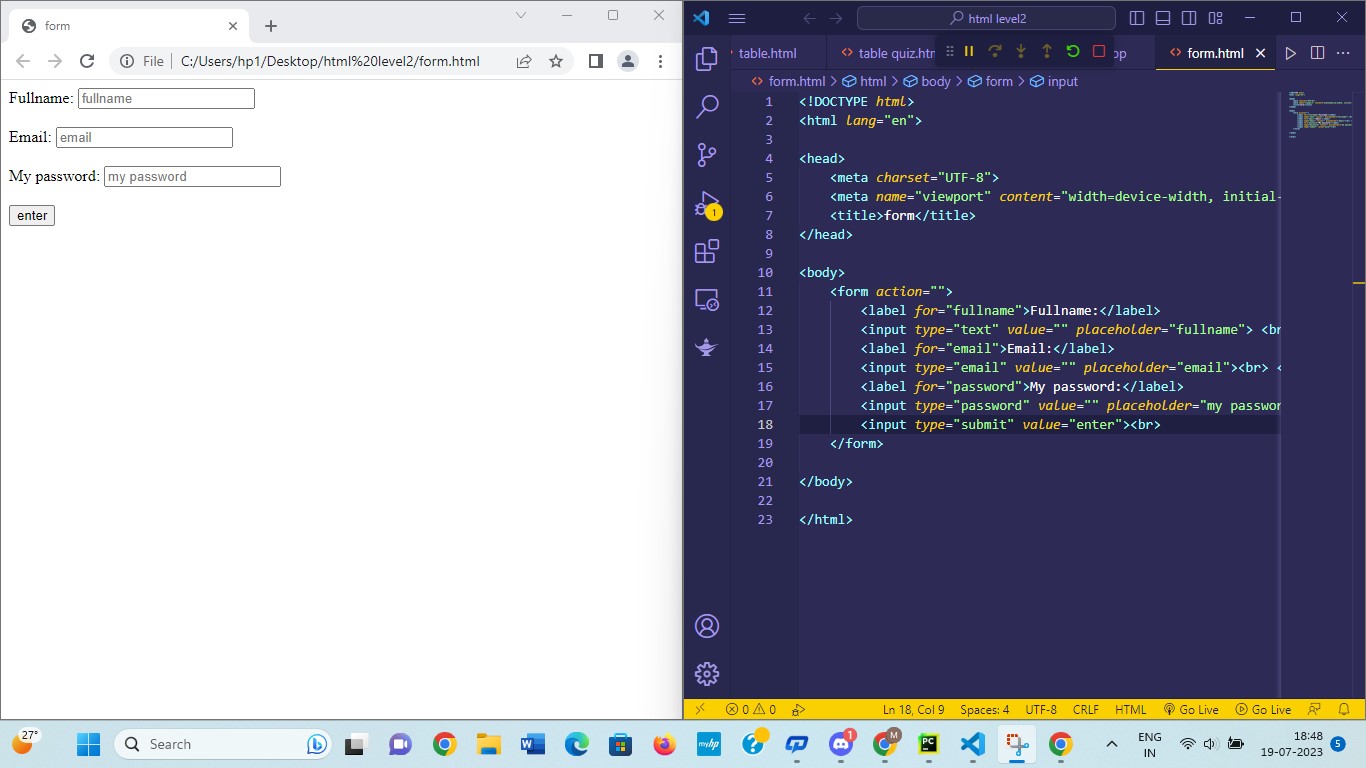 form
File
C:/Users/hp1/Desktop/html%20level2/form.html
Fullname: fullname
Email: email
My password: my password
enter
html level2
table.html
table quiz.htm
op
form.html
form.html
html
body
form
input
1 <!DOCTYPE html>
2 <html lang="en">
3
4 <head>
5 <meta charset="UTF-8">
6 <meta name="viewport" content="width=device-width, initial-
7 <title>form</title>
8 </head>
9
10 <body>
11 <form action="">
12 <label for="fullname">Fullname:</label>
13 <input type="text" value="" placeholder="fullname"> <br
14 <label for="email">Email:</label>
15 <input type="email" value="" placeholder="email"><br> <
16 <label for="password">My password:</label>
17 <input type="password" value="" placeholder="my passwor
18 <input type="submit" value="enter"><br>
19 </form>
20
21 </body>
22
23 </html>
1
0 0
Ln 18, Col 9
Spaces: 4
UTF-8
CRLF
HTML
Go Live
Go Live
27°
Search
myhp
1
M
PC
ENG
IN
18:48
19-07-2023
5